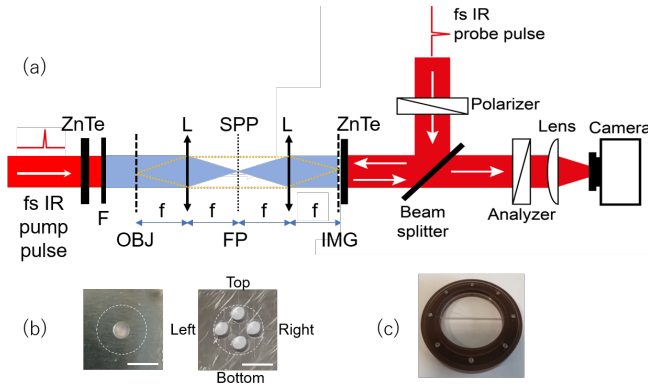 (a)
fs IR
probe pulse
Polarizer
ZnTe
L
SPP
L
ZnTe
Lens
Camera
fs IR
pump
pulse
F
f
f
f
f
OBJ
FP
IMG
Beam
splitter
Analyzer
(b)
Top
Left
Right
Bottom
(c)